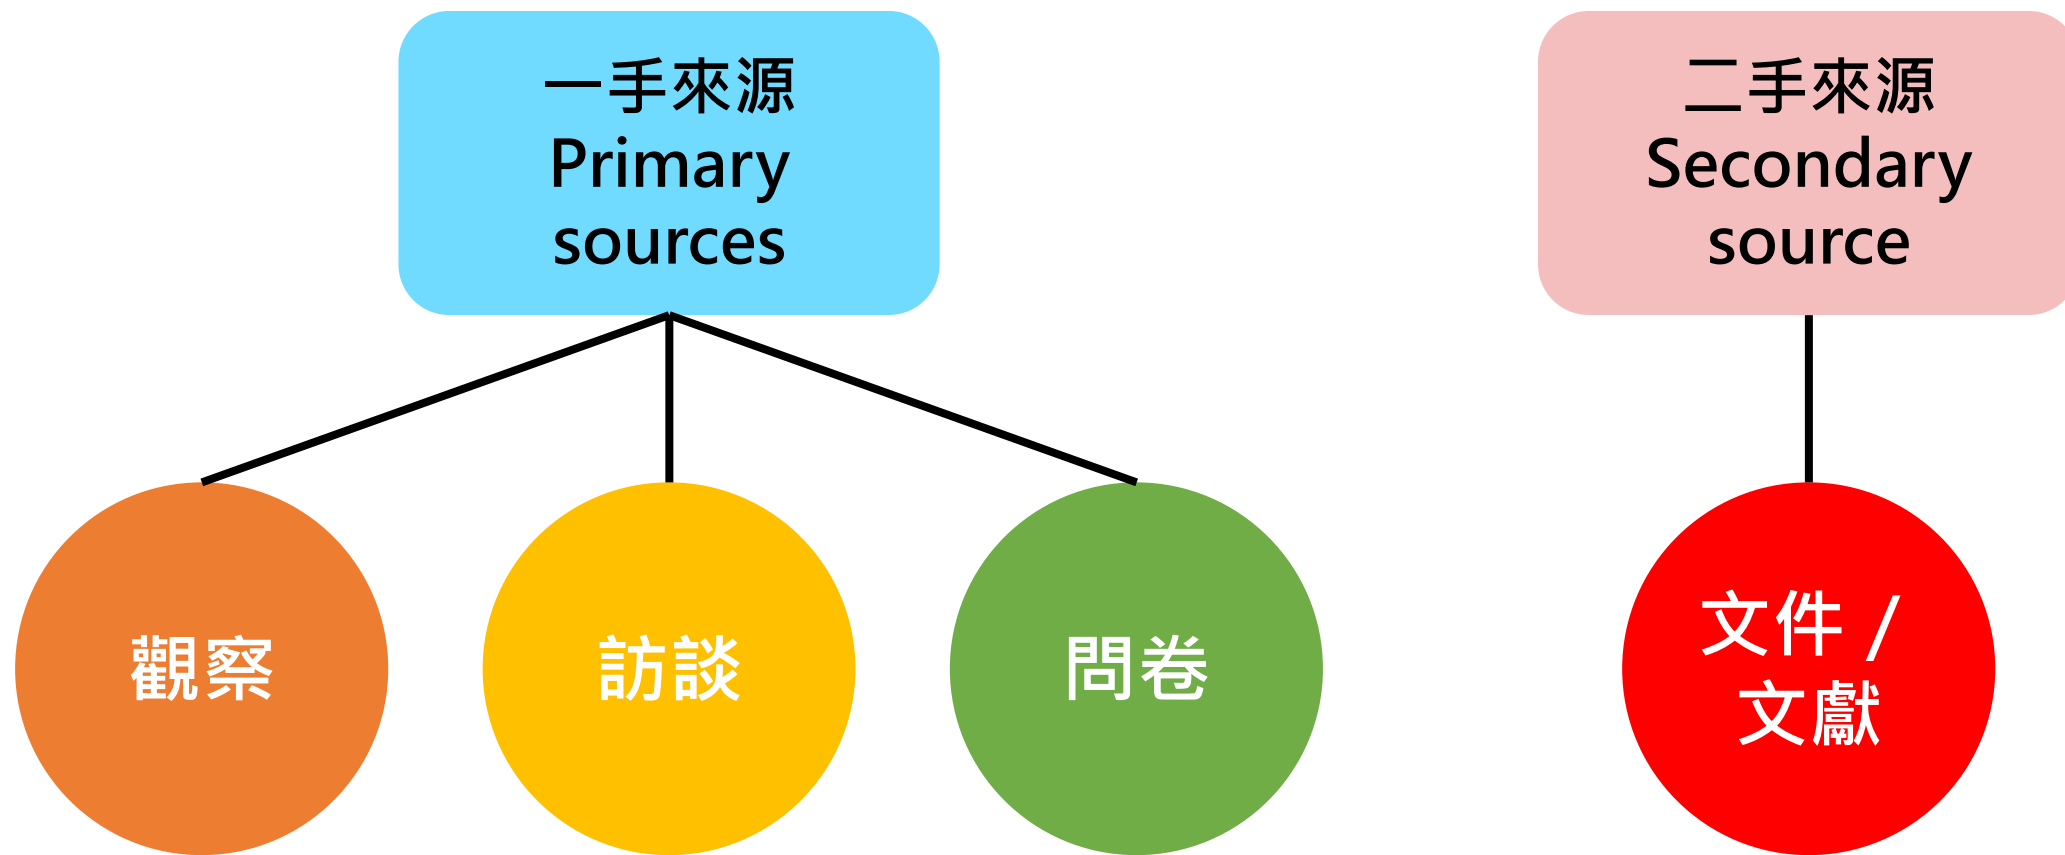 一手來源
Primary
sources
二手來源
Secondary
source
觀察
訪談
問卷
文件 /
文獻